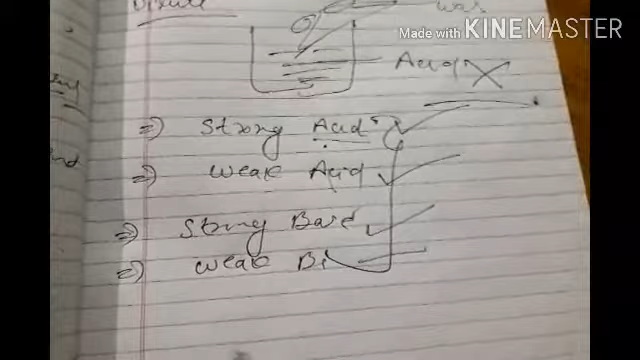 Made with KINEMASTER
Acid
=> Strong Acid
=> Weak Acid
=> Strong Base
=> Weak B